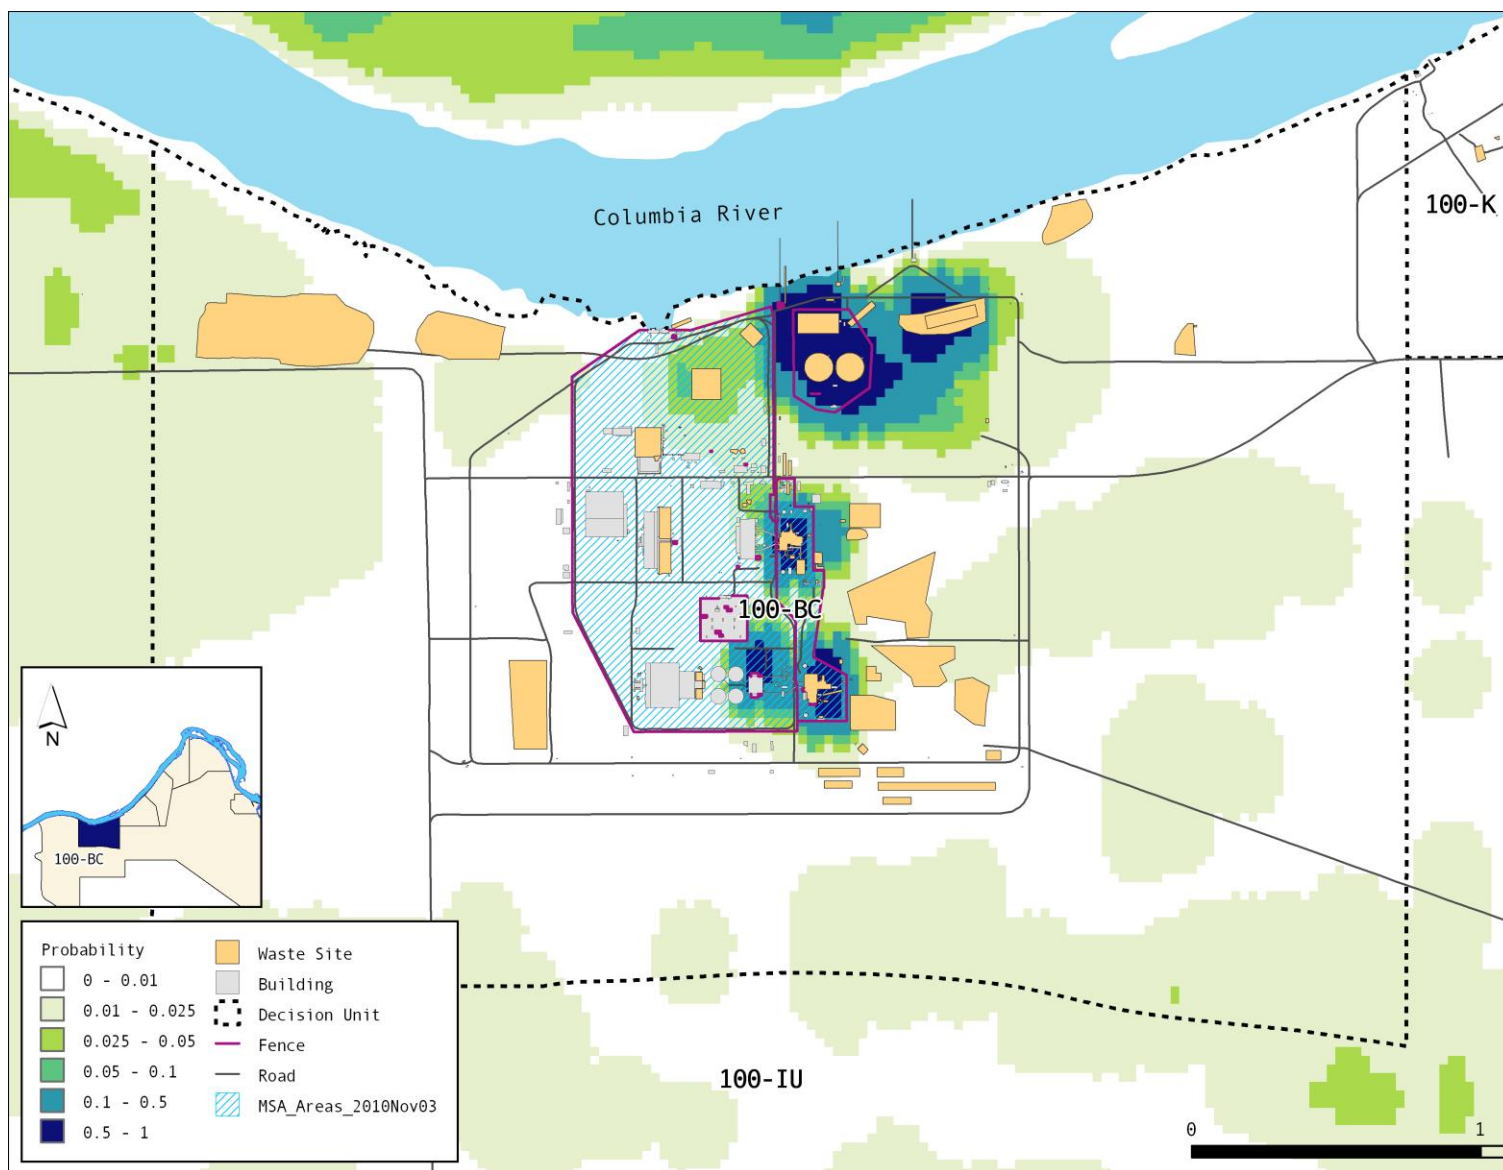 Columbia River
100-K
100-BC
N
100-BC
Probability
0 - 0.01
0.01 - 0.025
0.025 - 0.05
0.05 - 0.1
0.1 - 0.5
0.5 - 1
Waste Site
Building
Decision Unit
Fence
Road
MSA_Areas_2010Nov03
100-IU
0 1